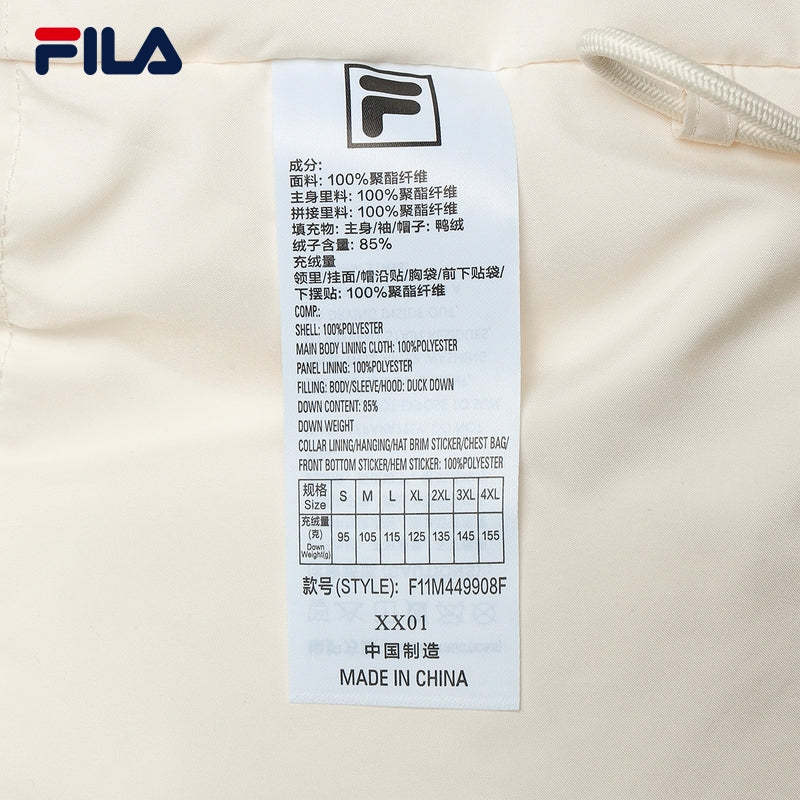 FILA
F
成分:
面料: 100%聚酯纤维
主身里料: 100%聚酯纤维
拼接里料: 100%聚酯纤维
填充物: 主身/袖/帽子: 鸭绒
绒子含量: 85%
充绒量
领里/挂面/帽沿贴/胸袋/前下贴袋/
下摆贴: 100%聚酯纤维
COMP.:
SHELL: 100%POLYESTER
MAIN BODY LINING CLOTH: 100%POLYESTER
PANEL LINING: 100%POLYESTER
FILLING: BODY/SLEEVE/HOOD: DUCK DOWN
DOWN CONTENT: 85%
DOWN WEIGHT
COLLAR LINING/HANGING/HAT BRIM STICKER/CHEST BAG/
FRONT BOTTOM STICKER/HEM STICKER: 100%POLYESTER
规格 Size S M L XL 2XL 3XL 4XL
充绒量 (克) Down Weight(g) 95 105 115 125 135 145 155
款号(STYLE): F11M449908F
XX01
中国制造
MADE IN CHINA